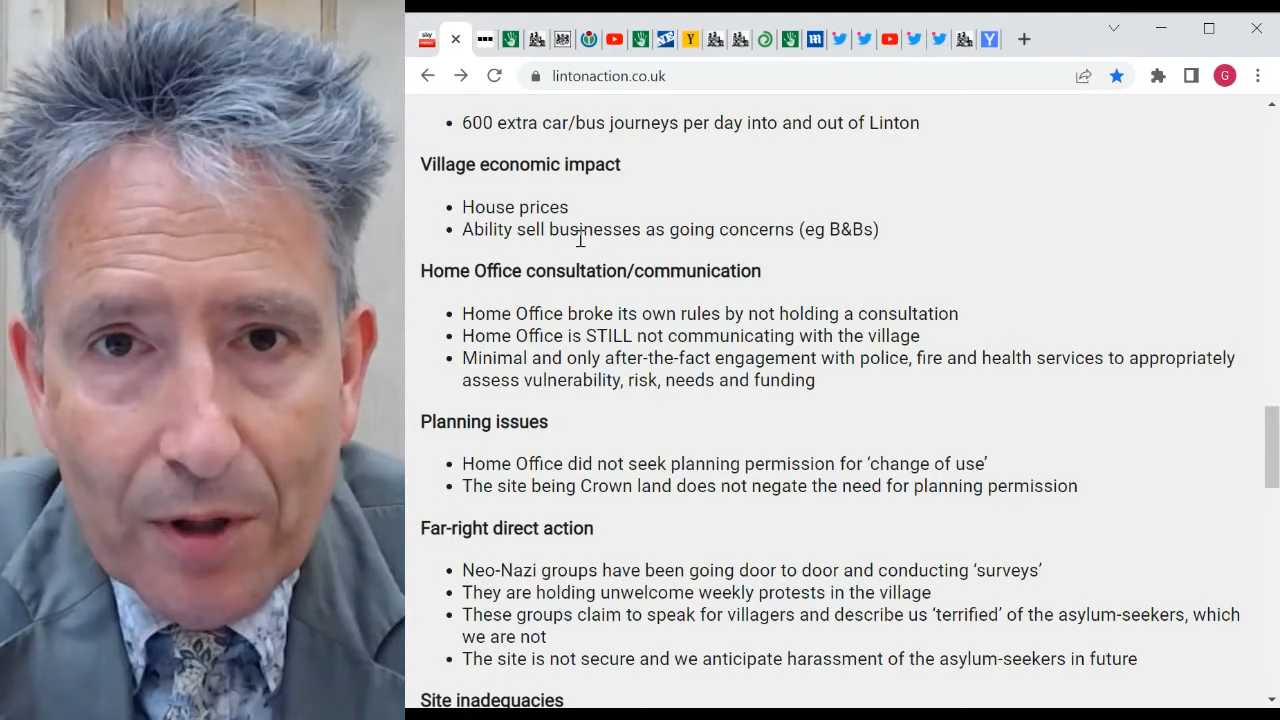 sky
news
lintonaction.co.uk
G
600 extra car/bus journeys per day into and out of Linton
Village economic impact
House prices
Ability sell businesses as going concerns (eg B&Bs)
Home Office consultation/communication
Home Office broke its own rules by not holding a consultation
Home Office is STILL not communicating with the village
Minimal and only after-the-fact engagement with police, fire and health services to appropriately
assess vulnerability, risk, needs and funding
Planning issues
Home Office did not seek planning permission for ‘change of use’
The site being Crown land does not negate the need for planning permission
Far-right direct action
Neo-Nazi groups have been going door to door and conducting ‘surveys’
They are holding unwelcome weekly protests in the village
These groups claim to speak for villagers and describe us ‘terrified’ of the asylum-seekers, which
we are not
The site is not secure and we anticipate harassment of the asylum-seekers in future
Site inadequacies